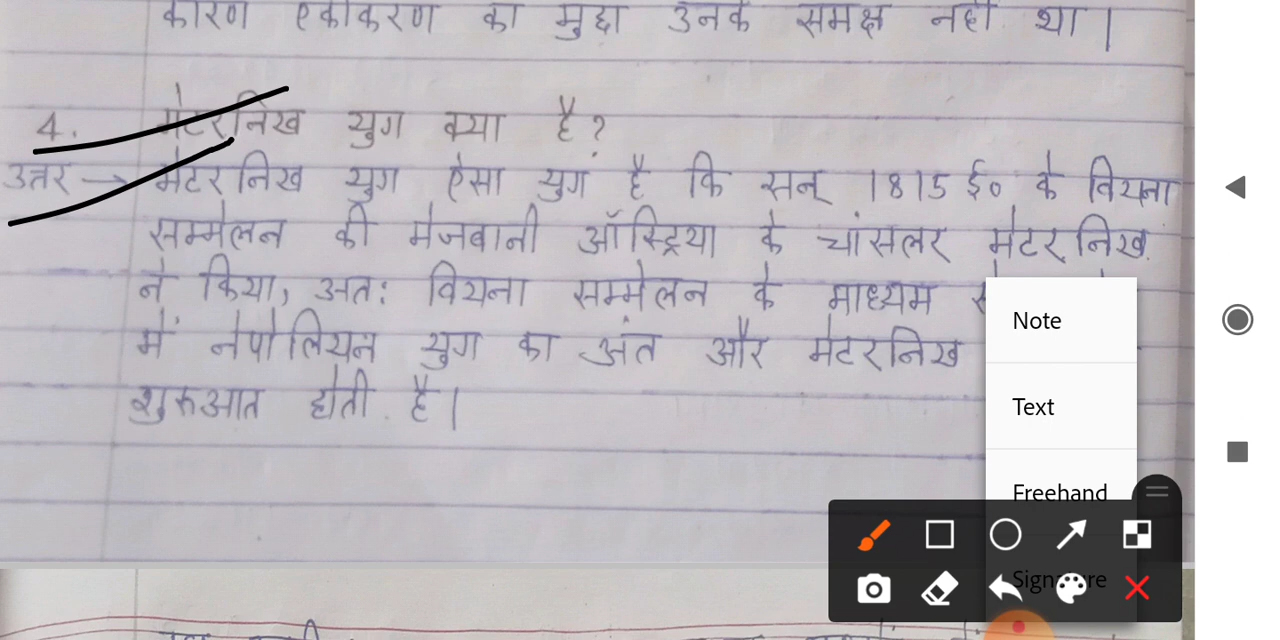 कारण एकीकरण का मुद्दा उनके समक्ष नहीं था।
4. मेटरनिख युग क्या है?
उत्तर → मेटरनिख युग ऐसा युग है कि सन् 1815 ई० के वियना
सम्मेलन की मेजबानी ऑस्ट्रिया के चांसलर मेटरनिख
ने किया, अतः वियना सम्मेलन के माध्यम
में नेपोलियन युग का अंत और मेटरनिख
शुरुआत होती है।
Note
Text
Freehand
Signature